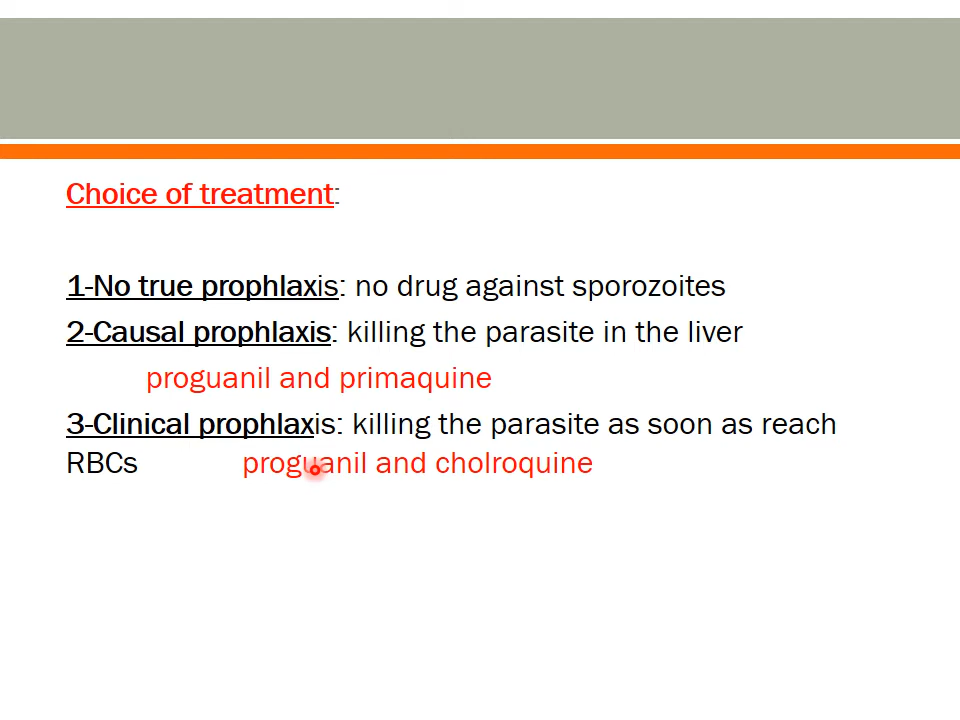 Choice of treatment:
1-No true prophlaxis: no drug against sporozoites
2-Causal prophlaxis: killing the parasite in the liver
proguanil and primaquine
3-Clinical prophlaxis: killing the parasite as soon as reach
RBCs proguanil and cholroquine